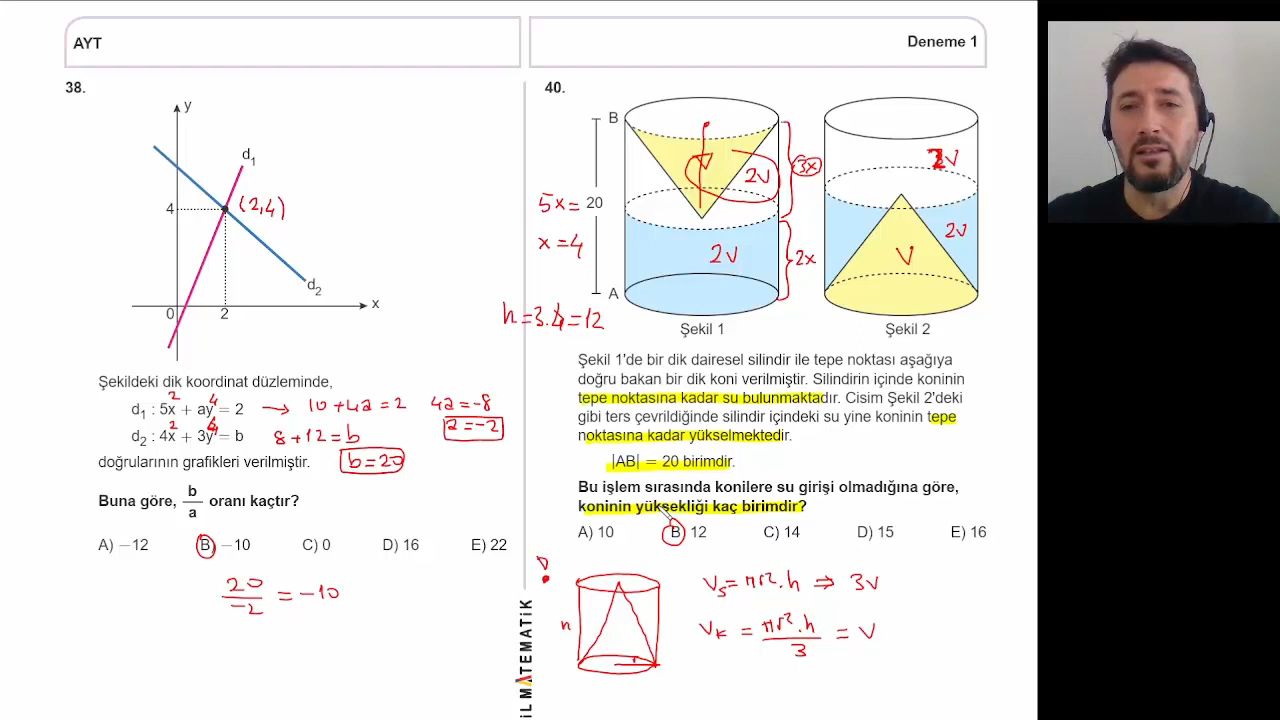 AYT
Deneme 1
38.
y
d1
4
(2,4)
d2
0
2
x
Şekildeki dik koordinat düzleminde,
d1 : 5x + ay = 2 → 10 + 4a = 2 4a = -8
2 4
a = -2
d2 : 4x + 3y = b 8 + 12 = b
2 4
b = 20
doğrularının grafikleri verilmiştir.
Buna göre, b/a oranı kaçtır?
A) −12 B) −10 C) 0 D) 16 E) 22
20/-2 = -10
40.
B
20
A
5x =
x = 4
h = 3.4 = 12
V
2V
3x
2V
2x
Şekil 1
2V
2V
V
Şekil 2
Şekil 1'de bir dik dairesel silindir ile tepe noktası aşağıya
doğru bakan bir dik koni verilmiştir. Silindirin içinde koninin
tepe noktasına kadar su bulunmaktadır. Cisim Şekil 2'deki
gibi ters çevrildiğinde silindir içindeki su yine koninin tepe
noktasına kadar yükselmektedir.
|AB| = 20 birimdir.
Bu işlem sırasında konilere su girişi olmadığına göre,
koninin yüksekliği kaç birimdir?
A) 10 B) 12 C) 14 D) 15 E) 16
h
r
Vs = πr².h ⇒ 3V
VK = πr².h/3 = V
İL MATEMATİK